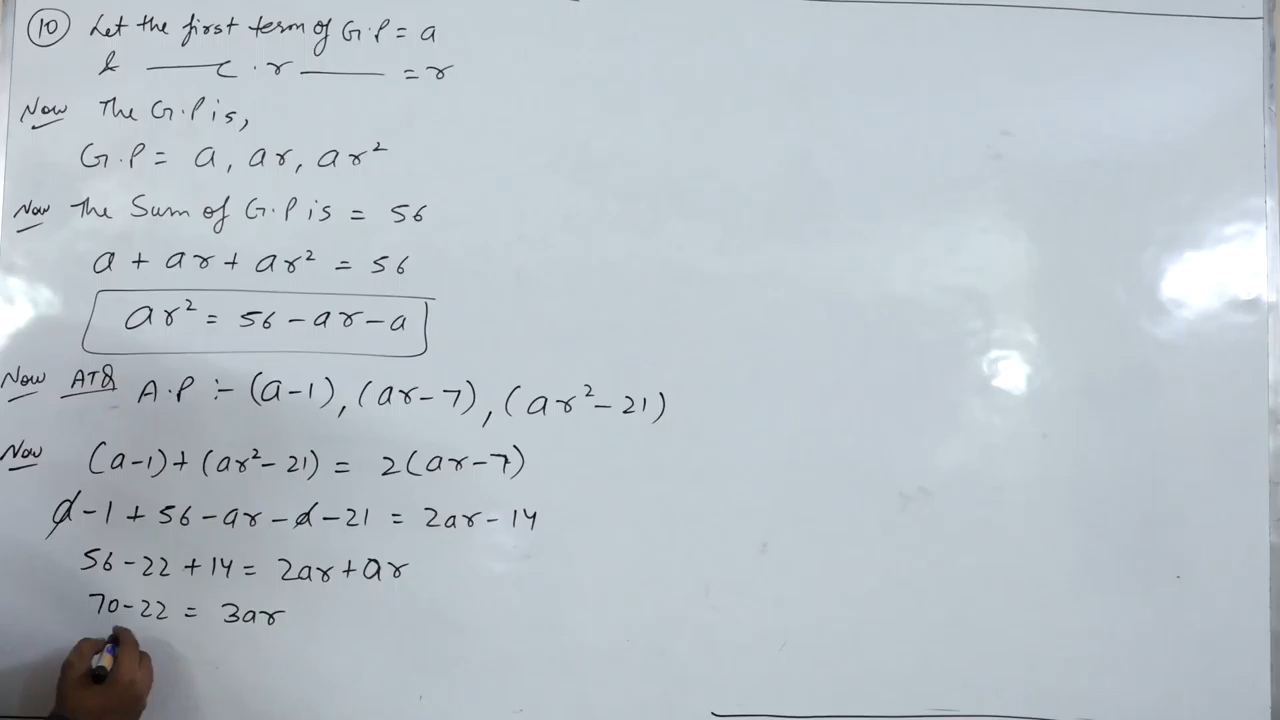 10 Let the first term of G.P = a
& —— C.r —— = r
Now The G.P is,
G.P = a, ar, ar²
Now The Sum of G.P is = 56
a + ar + ar² = 56
ar² = 56 - ar - a
Now ATQ A.P :- (a-1), (ar-7), (ar²-21)
Now (a-1) + (ar²-21) = 2(ar-7)
a - 1 + 56 - ar - a - 21 = 2ar - 14
56 - 22 + 14 = 2ar + ar
70 - 22 = 3ar